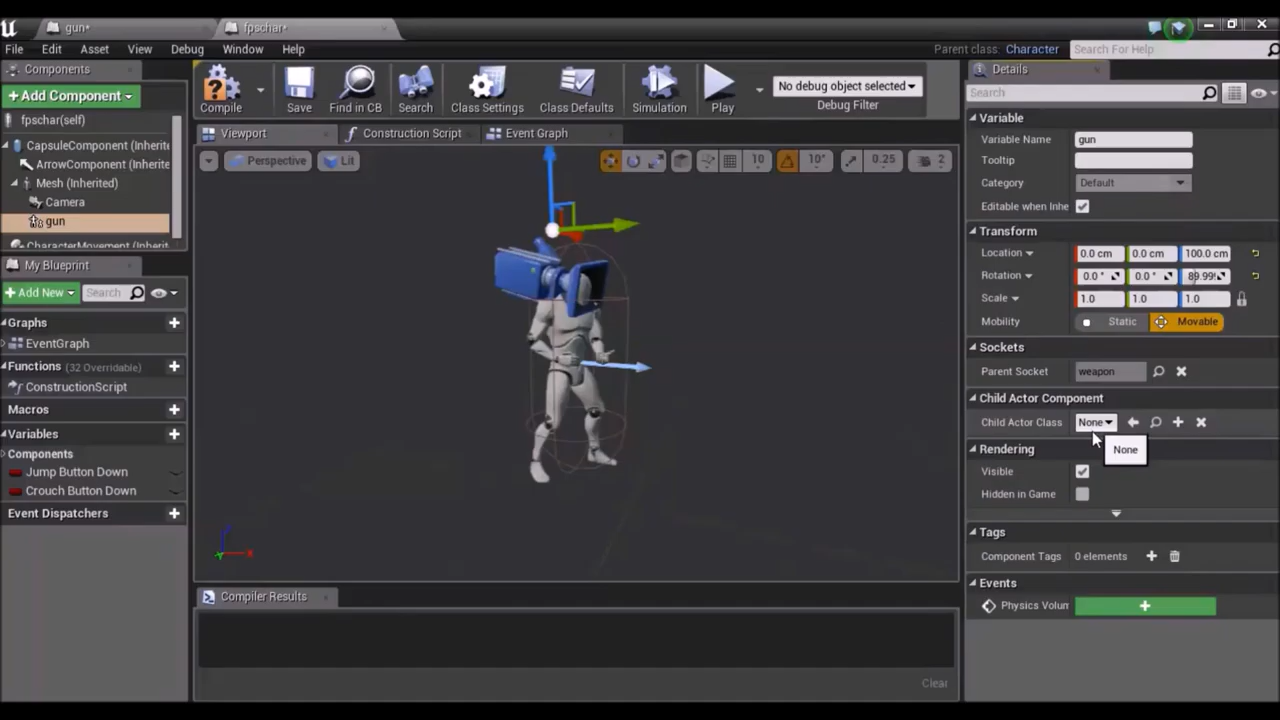 gun*
fpschar*
File Edit Asset View Debug Window Help
Parent class: Character
Search For Help
Components
+Add Component
fpschar(self)
CapsuleComponent (Inherited
ArrowComponent (Inherite
Mesh (Inherited)
Camera
gun
CharacterMovement (Inherit
My Blueprint
+Add New
Search
Graphs
EventGraph
Functions (32 Overridable)
ConstructionScript
Macros
Variables
Components
Jump Button Down
Crouch Button Down
Event Dispatchers
Compile
Save
Find in CB
Search
Class Settings
Class Defaults
Simulation
Play
No debug object selected
Debug Filter
Viewport
Construction Script
Event Graph
Perspective
Lit
10
10°
0.25
2
X
Compiler Results
Clear
Details
Search
Variable
Variable Name gun
Tooltip
Category Default
Editable when Inhe
Transform
Location 0.0 cm 0.0 cm 100.0 cm
Rotation 0.0 ° 0.0 ° 89.99
Scale 1.0 1.0 1.0
Mobility Static Movable
Sockets
Parent Socket weapon
Child Actor Component
Child Actor Class None
None
Rendering
Visible
Hidden in Game
Tags
Component Tags 0 elements
Events
Physics Volum
+